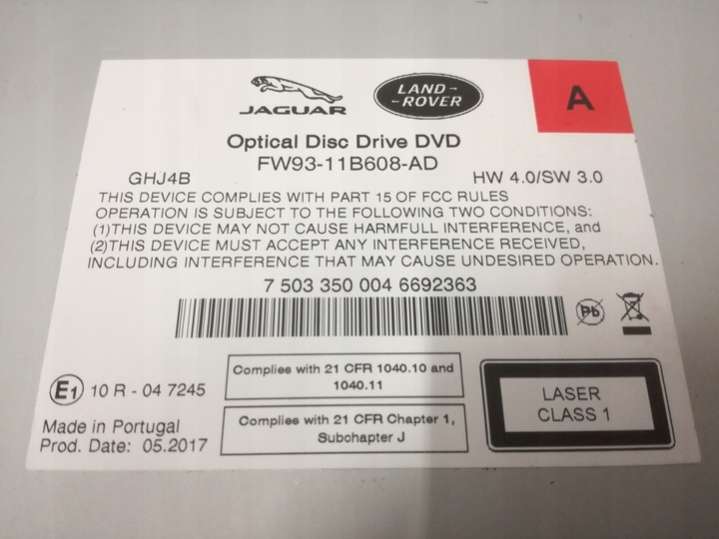 JAGUAR
LAND-
-ROVER
A
Optical Disc Drive DVD
FW93-11B608-AD
GHJ4B
HW 4.0/SW 3.0
THIS DEVICE COMPLIES WITH PART 15 OF FCC RULES
OPERATION IS SUBJECT TO THE FOLLOWING TWO CONDITIONS:
(1)THIS DEVICE MAY NOT CAUSE HARMFULL INTERFERENCE, and
(2)THIS DEVICE MUST ACCEPT ANY INTERFERENCE RECEIVED,
INCLUDING INTERFERENCE THAT MAY CAUSE UNDESIRED OPERATION.
7 503 350 004 6692363
Pb
E1 10 R - 04 7245
Complies with 21 CFR 1040.10 and
1040.11
LASER
CLASS 1
Made in Portugal
Prod. Date: 05.2017
Complies with 21 CFR Chapter 1,
Subchapter J